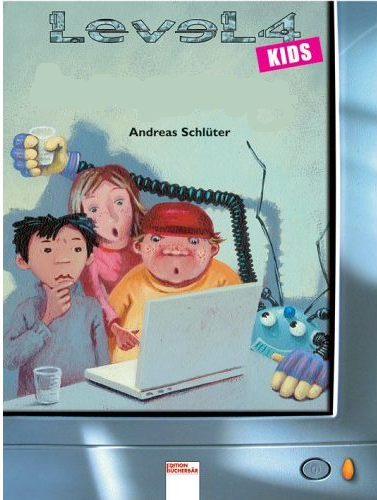 Level 4
KIDS
Andreas Schlüter
EDITION
BÜCHERBÄR